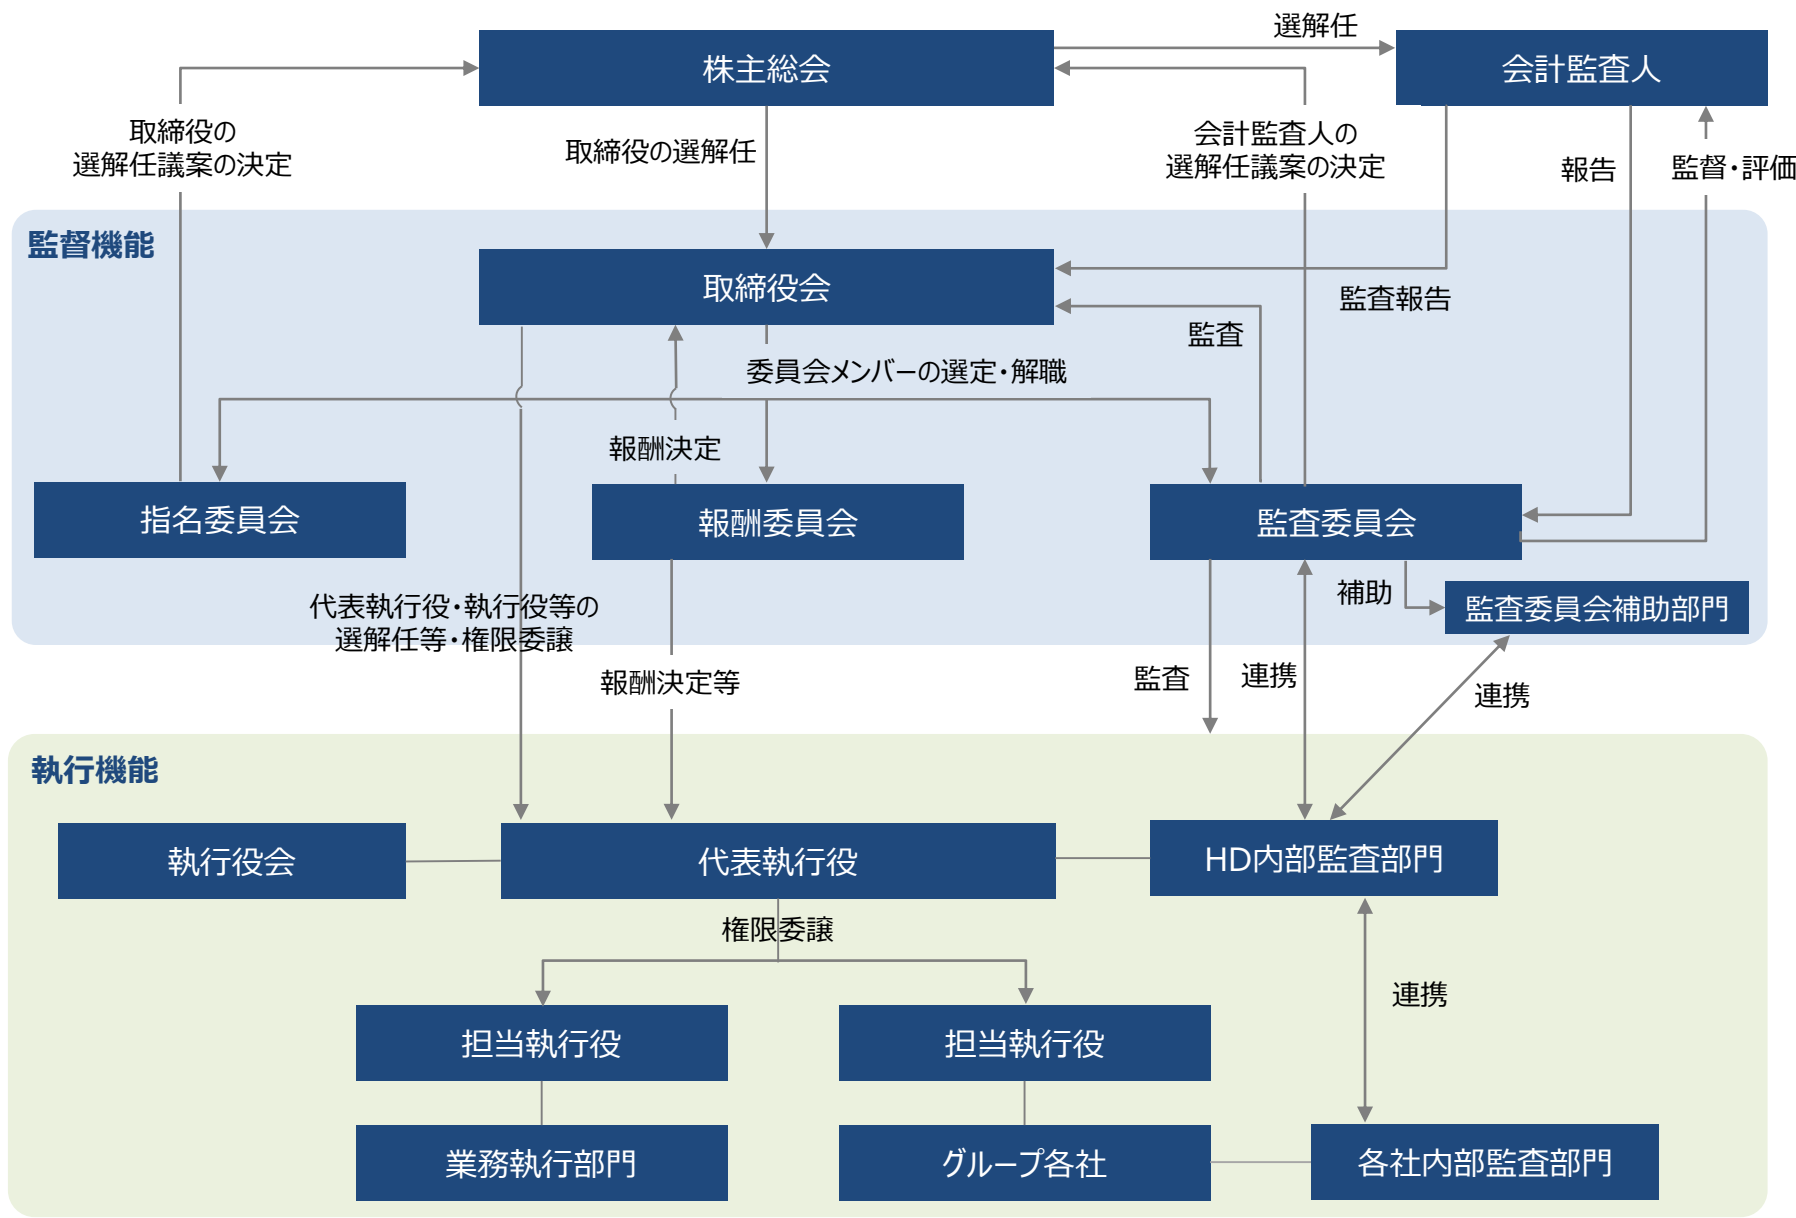 選解任
株主総会
会計監査人
取締役の
選解任議案の決定
取締役の選解任
会計監査人の
選解任議案の決定
報告
監督・評価
監督機能
取締役会
監査報告
監査
委員会メンバーの選定・解職
報酬決定
指名委員会
報酬委員会
監査委員会
補助
監査委員会補助部門
代表執行役・執行役等の
選解任等・権限委譲
報酬決定等
監査
連携
連携
執行機能
執行役会
代表執行役
HD内部監査部門
権限委譲
連携
担当執行役
担当執行役
業務執行部門
グループ各社
各社内部監査部門